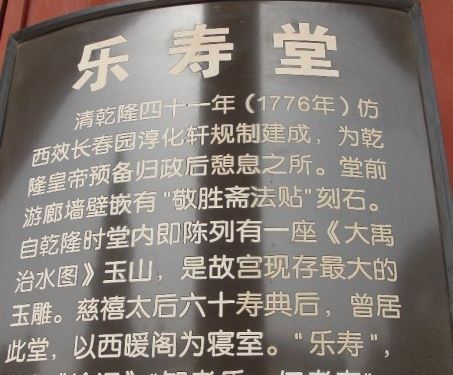 乐寿堂
清乾隆四十一年（1776年）仿
西效长春园淳化轩规制建成，为乾
隆皇帝预备归政后憩息之所。堂前
游廊墙壁嵌有"敬胜斋法贴"刻石。
自乾隆时堂内即陈列有一座《大禹
治水图》玉山，是故宫现存最大的
玉雕。慈禧太后六十寿典后，曾居
此堂，以西暖阁为寝室。"乐寿"，